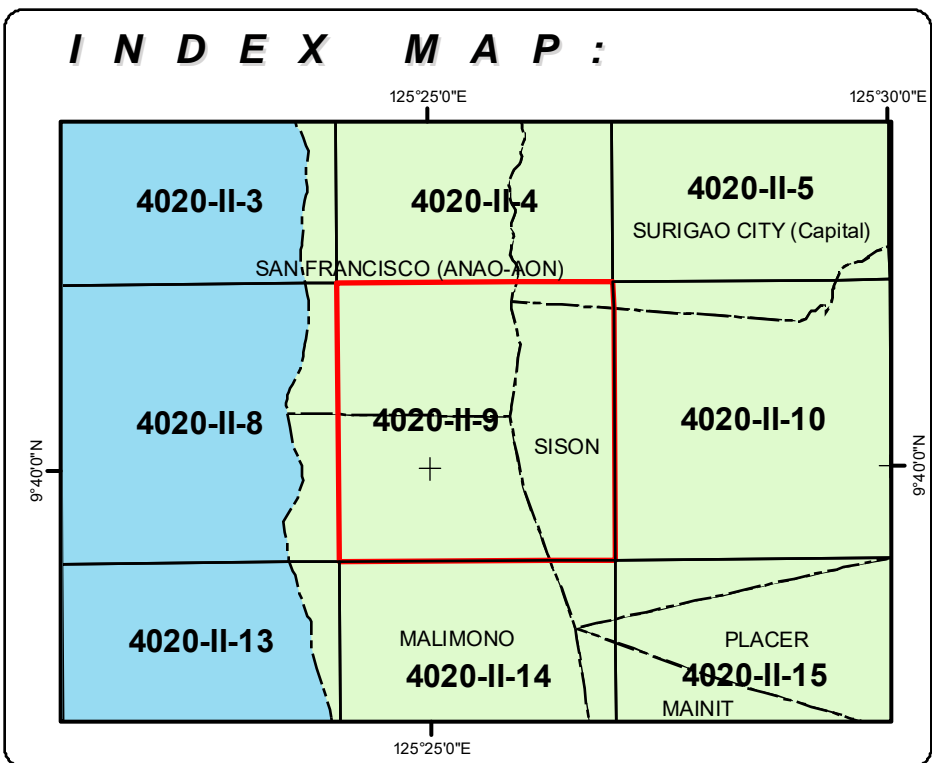 INDEX MAP:
125°25'0"E
125°30'0"E
4020-II-3
4020-II-4
4020-II-5
SURIGAO CITY (Capital)
SAN FRANCISCO (ANAO-AON)
4020-II-8
4020-II-9
4020-II-10
SISON
9°40'0"N
9°40'0"N
4020-II-13
MALIMONO
4020-II-14
PLACER
4020-II-15
MAINIT
125°25'0"E